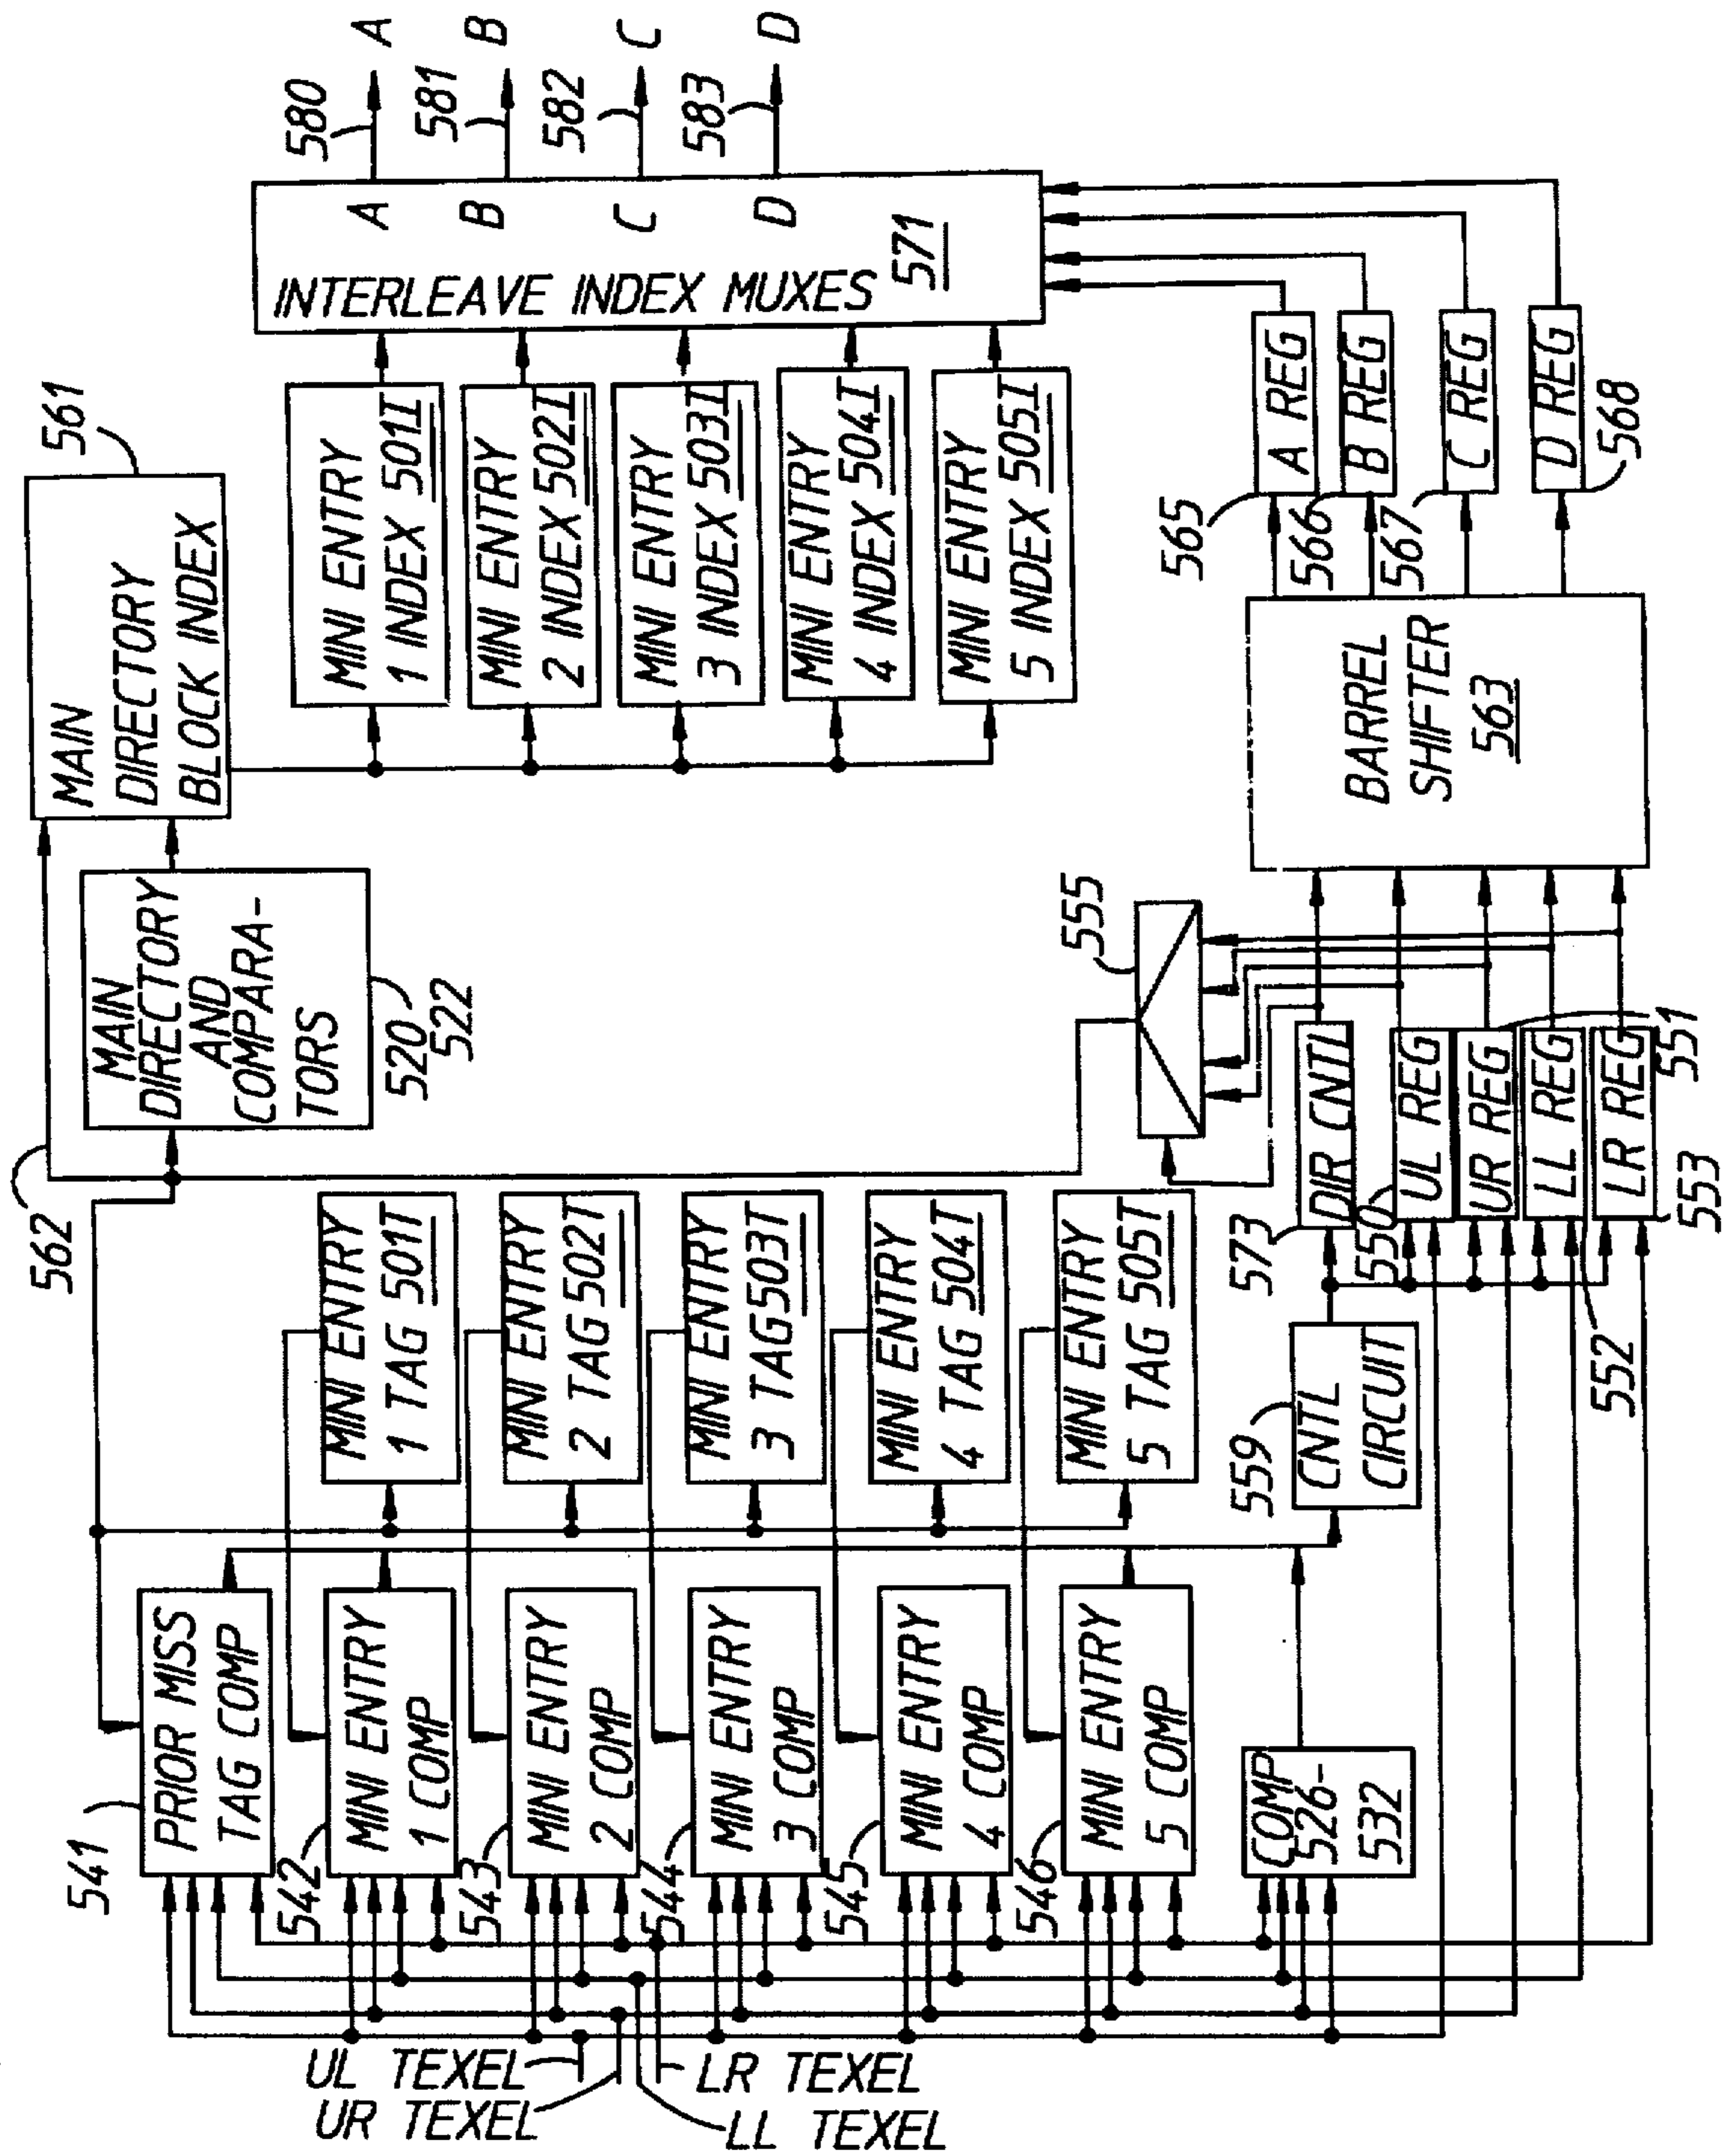 UL TEXEL
UR TEXEL
LR TEXEL
LL TEXEL
541
PRIOR MISS
TAG COMP
542
MINI ENTRY
1 COMP
543
MINI ENTRY
2 COMP
544
MINI ENTRY
3 COMP
545
MINI ENTRY
4 COMP
546
MINI ENTRY
5 COMP
COMP
526-
532
562
MINI ENTRY
1 TAG 501T
MINI ENTRY
2 TAG 502T
MINI ENTRY
3 TAG 503T
MINI ENTRY
4 TAG 504T
MINI ENTRY
5 TAG 505T
559
CNTL
CIRCUIT
MAIN
DIRECTORY
AND
COMPARA-
TORS
520
522
555
573
DIR CNTL
550
UL REG
UR REG
551
LL REG
552
LR REG
553
561
MAIN
DIRECTORY
BLOCK INDEX
MINI ENTRY
1 INDEX 501I
MINI ENTRY
2 INDEX 502I
MINI ENTRY
3 INDEX 503I
MINI ENTRY
4 INDEX 504I
MINI ENTRY
5 INDEX 505I
BARREL
SHIFTER
563
565
A REG
566
B REG
567
C REG
D REG
568
INTERLEAVE INDEX MUXES
571
A
B
C
D
580
A
581
B
582
C
583
D